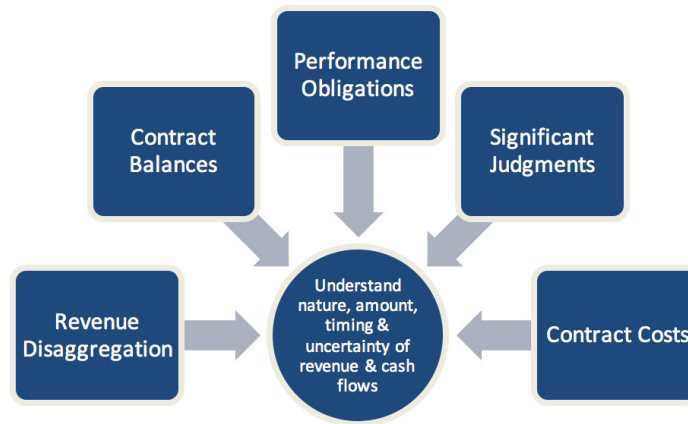 Performance
Obligations
Contract
Balances
Significant
Judgments
Revenue
Disaggregation
Understand
nature, amount,
timing &
uncertainty of
revenue & cash
flows
Contract Costs